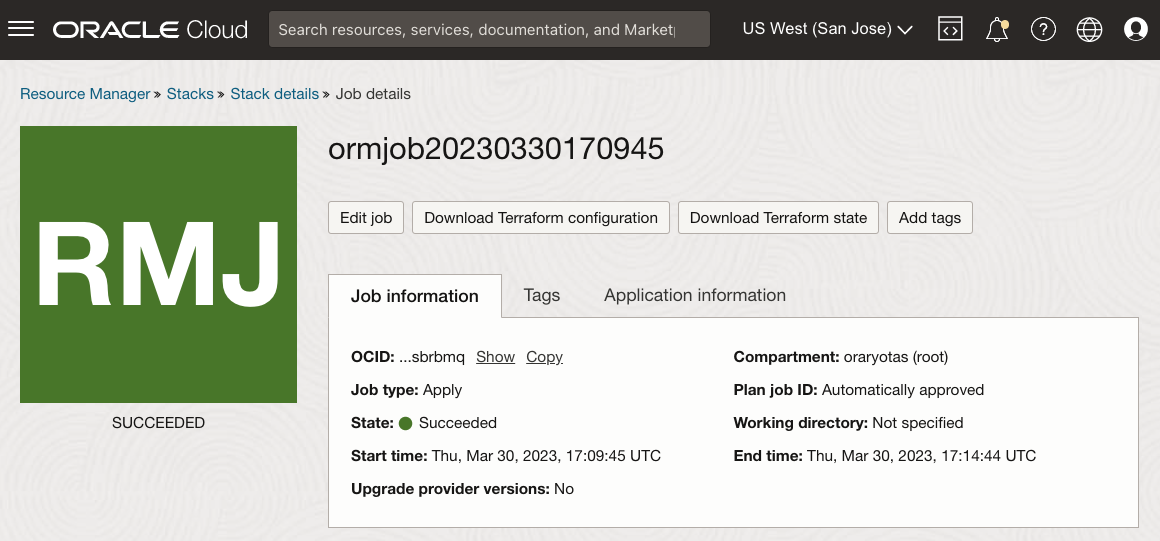 ORACLE Cloud
Search resources, services, documentation, and Market
US West (San Jose)
Resource Manager » Stacks » Stack details » Job details
RMJ
SUCCEEDED
ormjob20230330170945
Edit job
Download Terraform configuration
Download Terraform state
Add tags
Job information
Tags
Application information
OCID: ...sbrbmq Show Copy
Job type: Apply
State: Succeeded
Start time: Thu, Mar 30, 2023, 17:09:45 UTC
Upgrade provider versions: No
Compartment: oraryotas (root)
Plan job ID: Automatically approved
Working directory: Not specified
End time: Thu, Mar 30, 2023, 17:14:44 UTC